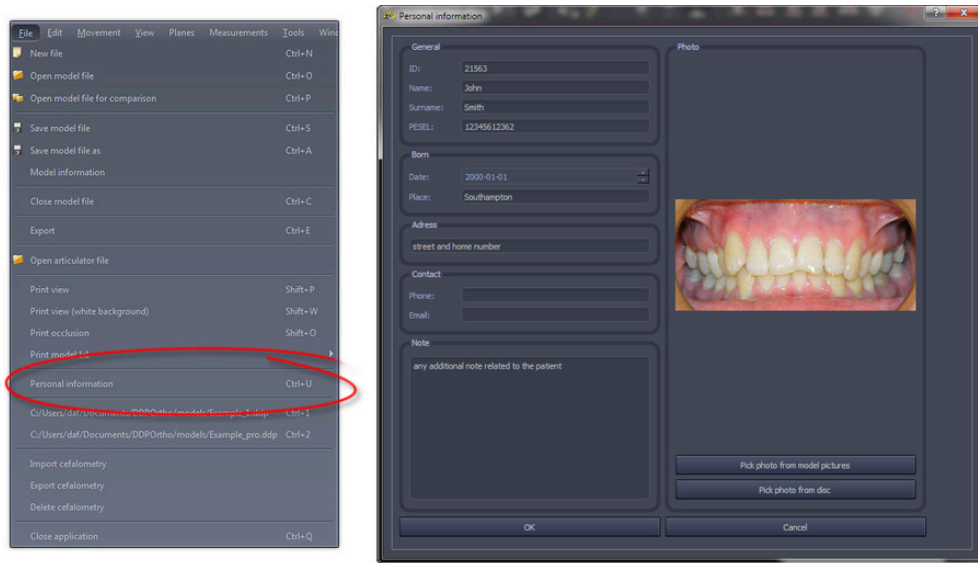 File Edit Movement View Planes Measurements Tools Wind
New file Ctrl+N
Open model file Ctrl+O
Open model file for comparison Ctrl+P
Save model file Ctrl+S
Save model file as Ctrl+A
Model information
Close model file Ctrl+C
Export Ctrl+E
Open articulator file
Print view Shift+P
Print view (white background) Shift+W
Print occlusion Shift+O
Print model 1:1
Personal information Ctrl+U
C:/Users/daf/Documents/DDPOrtho/models/Example_1.ddp Ctrl+1
C:/Users/daf/Documents/DDPOrtho/models/Example_pro.ddp Ctrl+2
Import cefalometry
Export cefalometry
Delete cefalometry
Close application Ctrl+Q
Personal information
General
ID: 21563
Name: John
Surname: Smith
PESEL: 12345612362
Born
Date: 2000-01-01
Place: Southampton
Adress
street and home number
Contact
Phone:
Email:
Note
any additional note related to the patient
Photo
Pick photo from model pictures
Pick photo from disc
OK Cancel